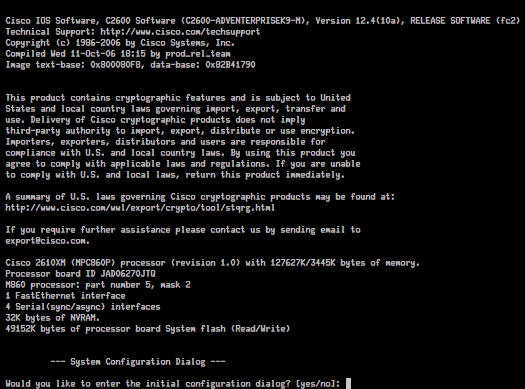 Cisco IOS Software, C2600 Software (C2600-ADVENTERPRISEK9-M), Version 12.4(10a), RELEASE SOFTWARE (fc2)
Technical Support: http://www.cisco.com/techsupport
Copyright (c) 1986-2006 by Cisco Systems, Inc.
Compiled Wed 11-Oct-06 18:15 by prod_rel_team
Image text-base: 0x800080F8, data-base: 0x82B41790
This product contains cryptographic features and is subject to United
States and local country laws governing import, export, transfer and
use. Delivery of Cisco cryptographic products does not imply
third-party authority to import, export, distribute or use encryption.
Importers, exporters, distributors and users are responsible for
compliance with U.S. and local country laws. By using this product you
agree to comply with applicable laws and regulations. If you are unable
to comply with U.S. and local laws, return this product immediately.
A summary of U.S. laws governing Cisco cryptographic products may be found at:
http://www.cisco.com/wwl/export/crypto/tool/stqrg.html
If you require further assistance please contact us by sending email to
export@cisco.com.
Cisco 2610XM (MPC860P) processor (revision 1.0) with 127627K/3445K bytes of memory.
Processor board ID JAD06270JTQ
M860 processor: part number 5, mask 2
1 FastEthernet interface
4 Serial(sync/async) interfaces
32K bytes of NVRAM.
49152K bytes of processor board System flash (Read/Write)
--- System Configuration Dialog ---
Would you like to enter the initial configuration dialog? [yes/no]: